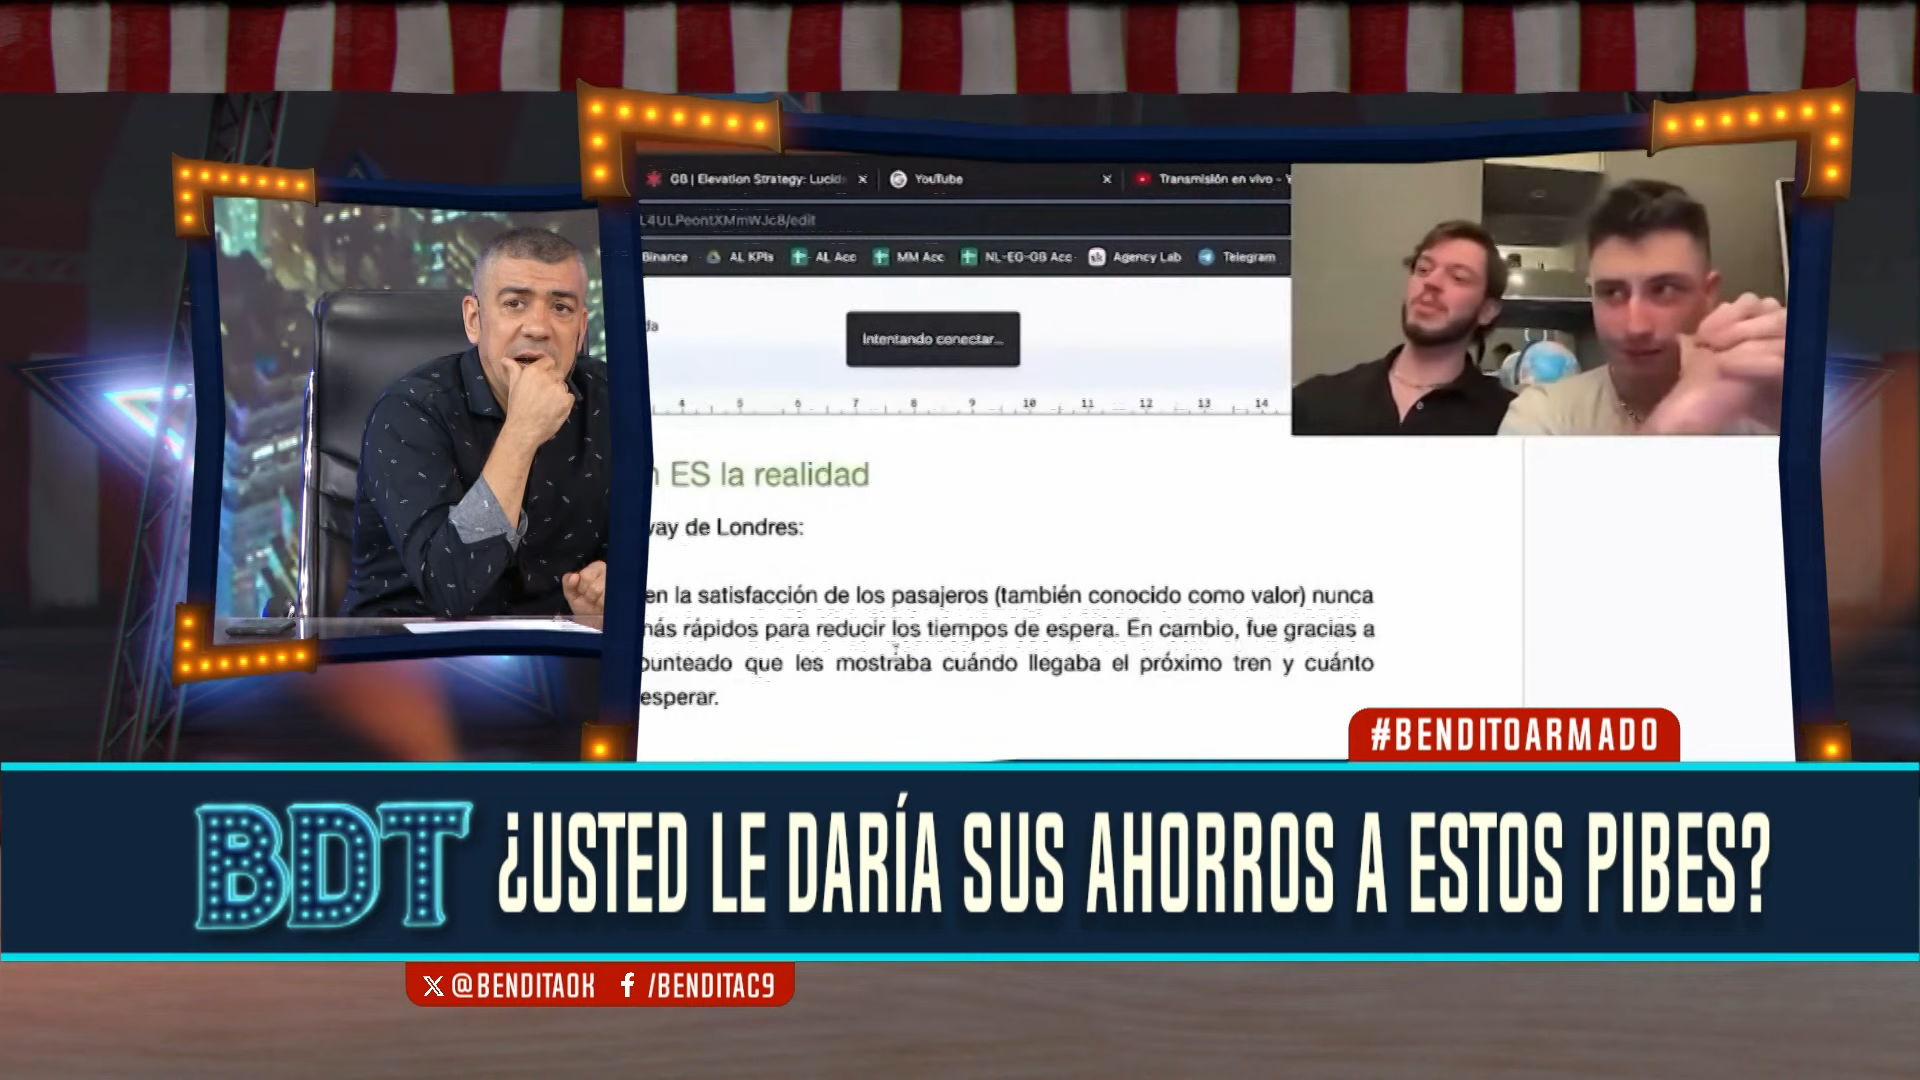 GB | Elevation Strategy: Lucid
YouTube
Transmisión en vivo -
L4ULPeontXMmWJc8/edit
Binance
AL KPIs
AL Acc
MM Acc
NL-EG-GB Acc
Agency Lab
Telegram
da
Intentando conectar...
4 5 6 7 8 9 10 11 12 13 14
n ES la realidad
way de Londres:
en la satisfacción de los pasajeros (también conocido como valor) nunca
más rápidos para reducir los tiempos de espera. En cambio, fue gracias a
punteado que les mostraba cuándo llegaba el próximo tren y cuánto
esperar.
#BENDITOARMADO
BDT ¿USTED LE DARÍA SUS AHORROS A ESTOS PIBES?
X @BENDITAOK f /BENDITAC9